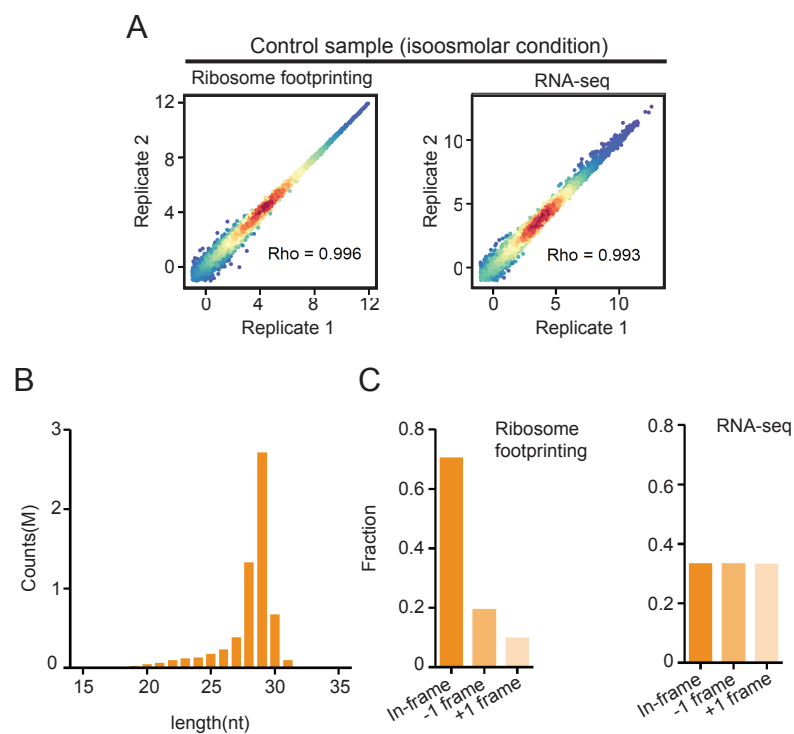 A
Control sample (isoosmolar condition)
Ribosome footprinting
RNA-seq
12
8
4
0
Replicate 2
Rho = 0.996
0
4
8
12
Replicate 1
10
5
0
Replicate 2
Rho = 0.993
0
5
10
Replicate 1
B
3
2
1
0
Counts(M)
15
20
25
30
35
length(nt)
C
Ribosome
footprinting
0.8
0.6
0.4
0.2
0
Fraction
In-frame
-1 frame
+1 frame
RNA-seq
0.8
0.6
0.4
0.2
0
In-frame
-1 frame
+1 frame